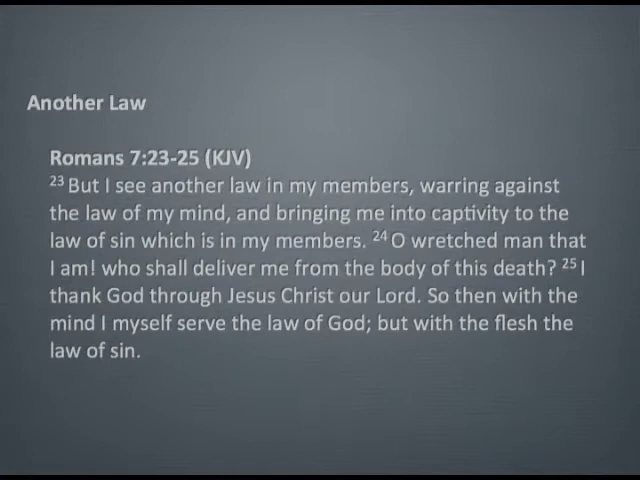 Another Law
Romans 7:23-25 (KJV)
23 But I see another law in my members, warring against
the law of my mind, and bringing me into captivity to the
law of sin which is in my members. 24 O wretched man that
I am! who shall deliver me from the body of this death? 25 I
thank God through Jesus Christ our Lord. So then with the
mind I myself serve the law of God; but with the flesh the
law of sin.